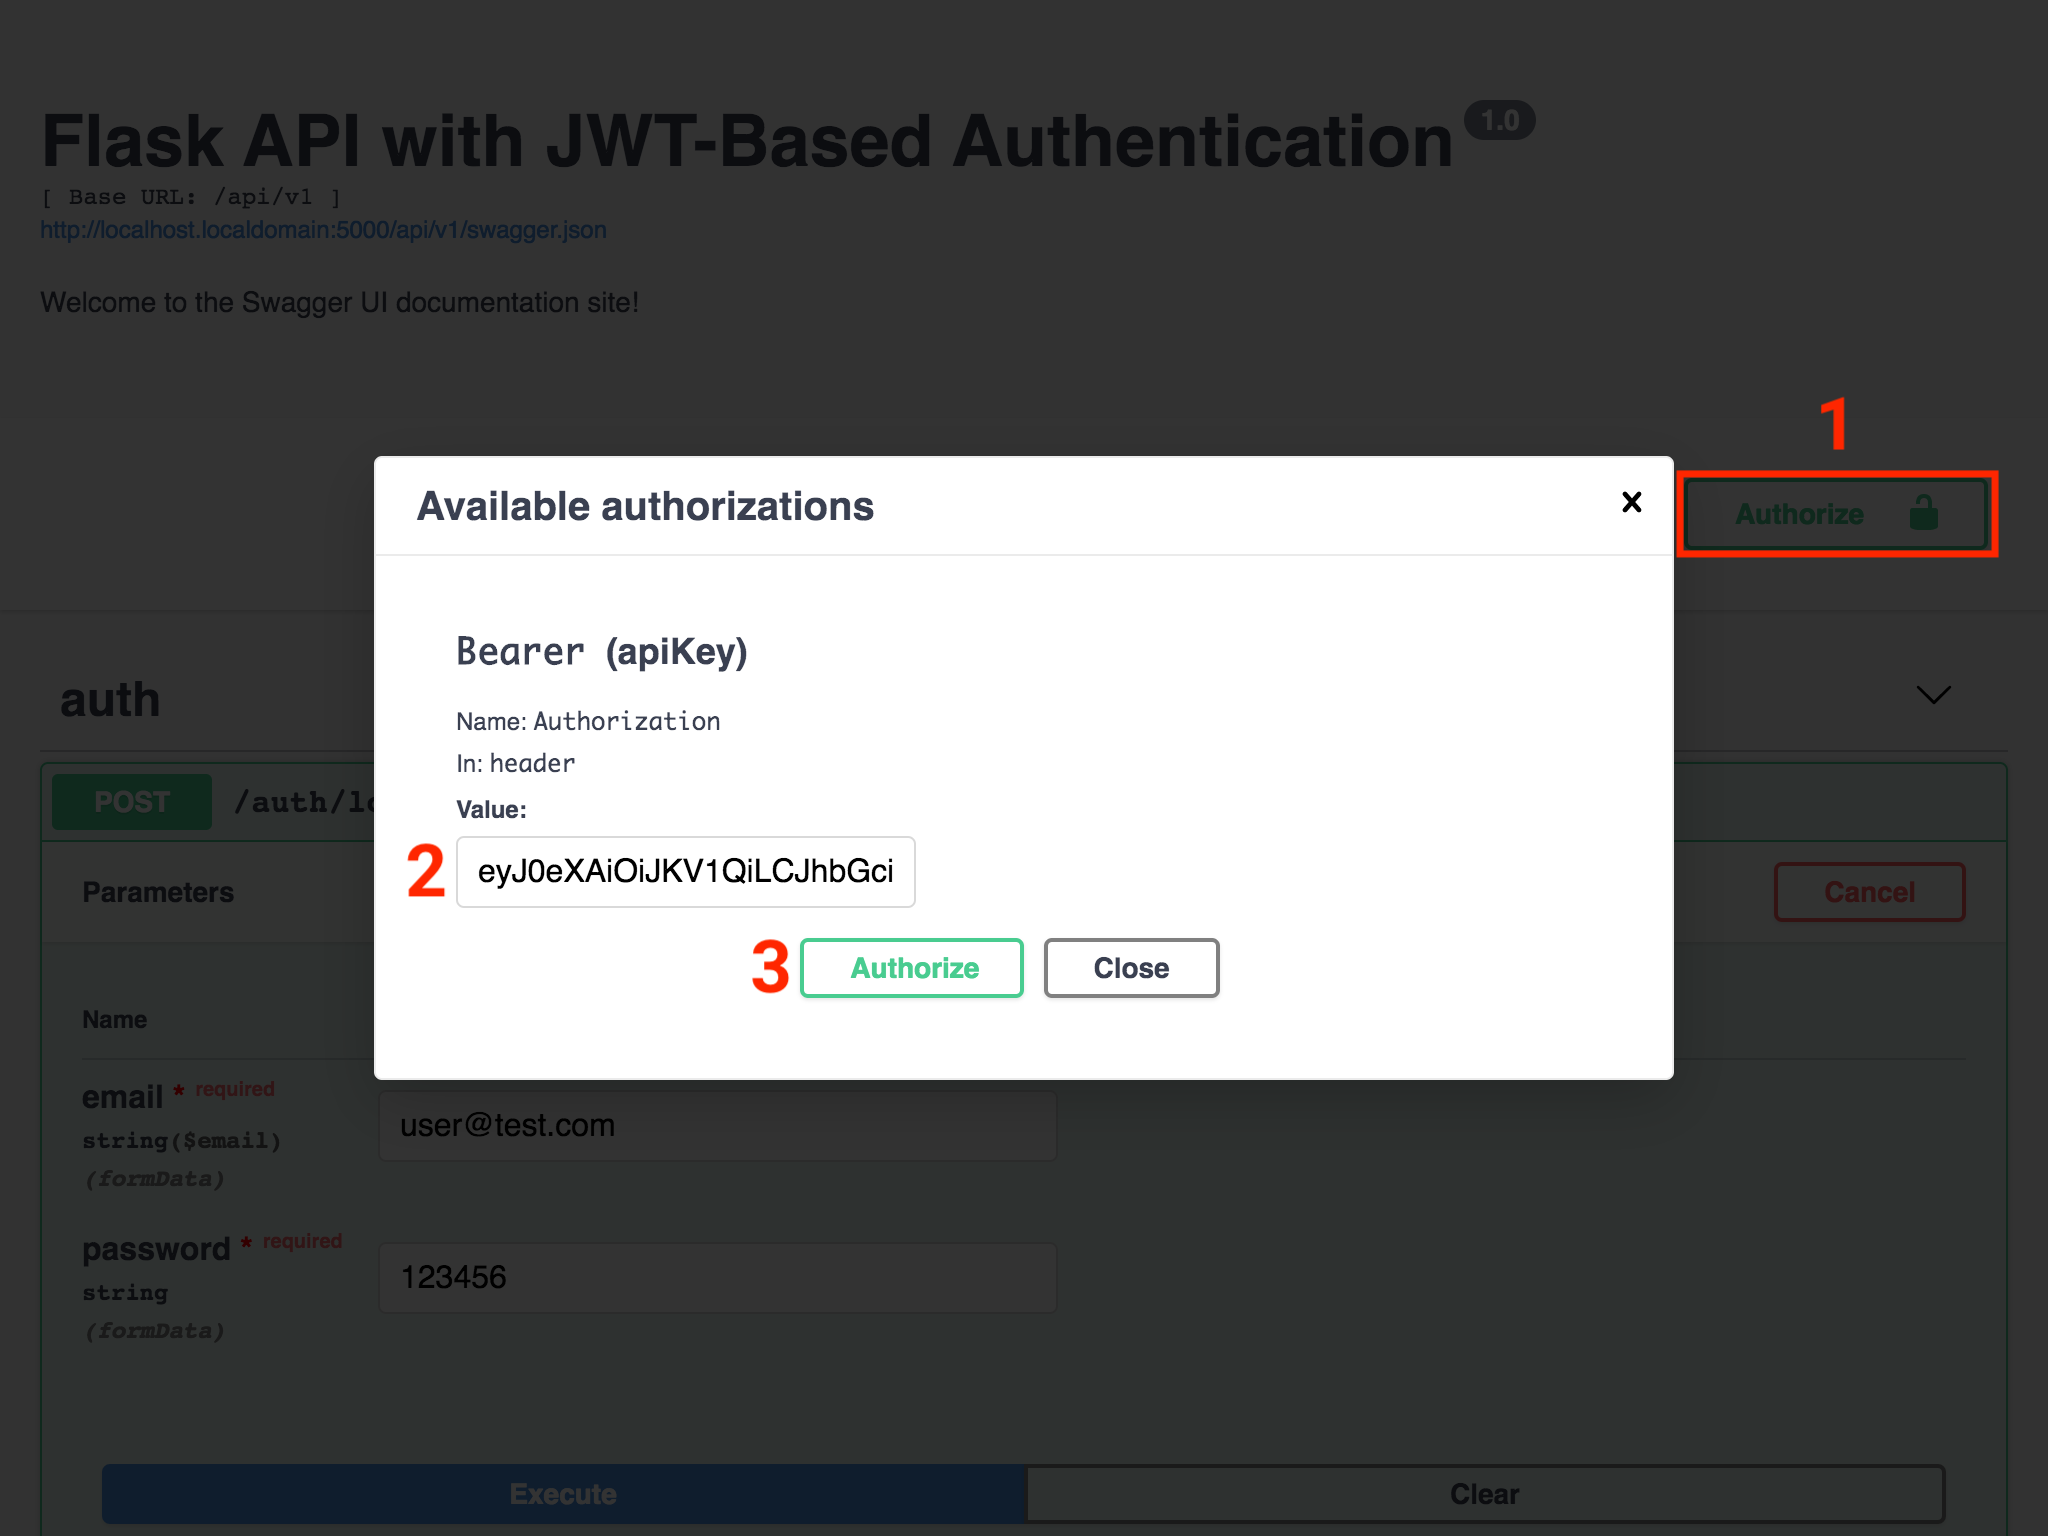 Flask API with JWT-Based Authentication 1.0
[ Base URL: /api/v1 ]
http://localhost.localdomain:5000/api/v1/swagger.json
Welcome to the Swagger UI documentation site!
1
Available authorizations
Authorize
Bearer (apiKey)
auth
Name: Authorization
In: header
POST /auth/lo
Value:
2 eyJ0eXAiOiJKV1QiLCJhbGci
Parameters
Cancel
3 Authorize Close
Name
email * required
string($email)
(formData)
user@test.com
password * required
string
(formData)
123456
Execute Clear